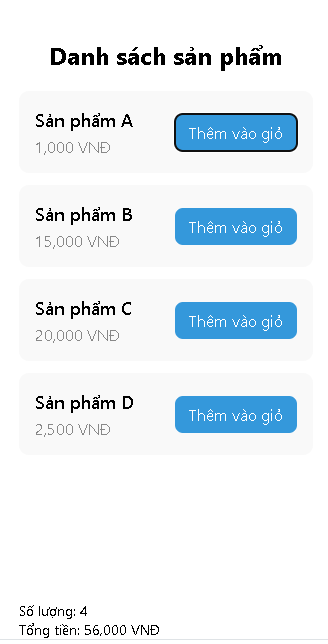 Danh sách sản phẩm
Sản phẩm A
1,000 VNĐ
Thêm vào giỏ
Sản phẩm B
15,000 VNĐ
Thêm vào giỏ
Sản phẩm C
20,000 VNĐ
Thêm vào giỏ
Sản phẩm D
2,500 VNĐ
Thêm vào giỏ
Số lượng: 4
Tổng tiền: 56,000 VNĐ